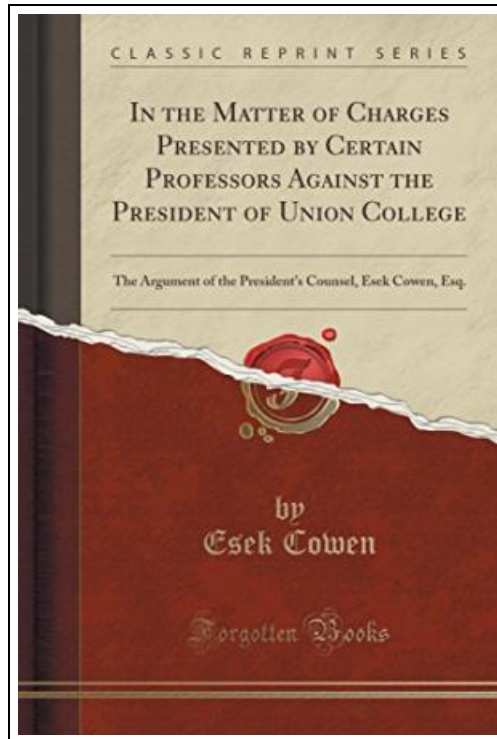 CLASSIC REPRINT SERIES
IN THE MATTER OF CHARGES
PRESENTED BY CERTAIN
PROFESSORS AGAINST THE
PRESIDENT OF UNION COLLEGE
The Argument of the President's Counsel, Esek Cowen, Esq.
by
Esek Cowen
Forgotten Books